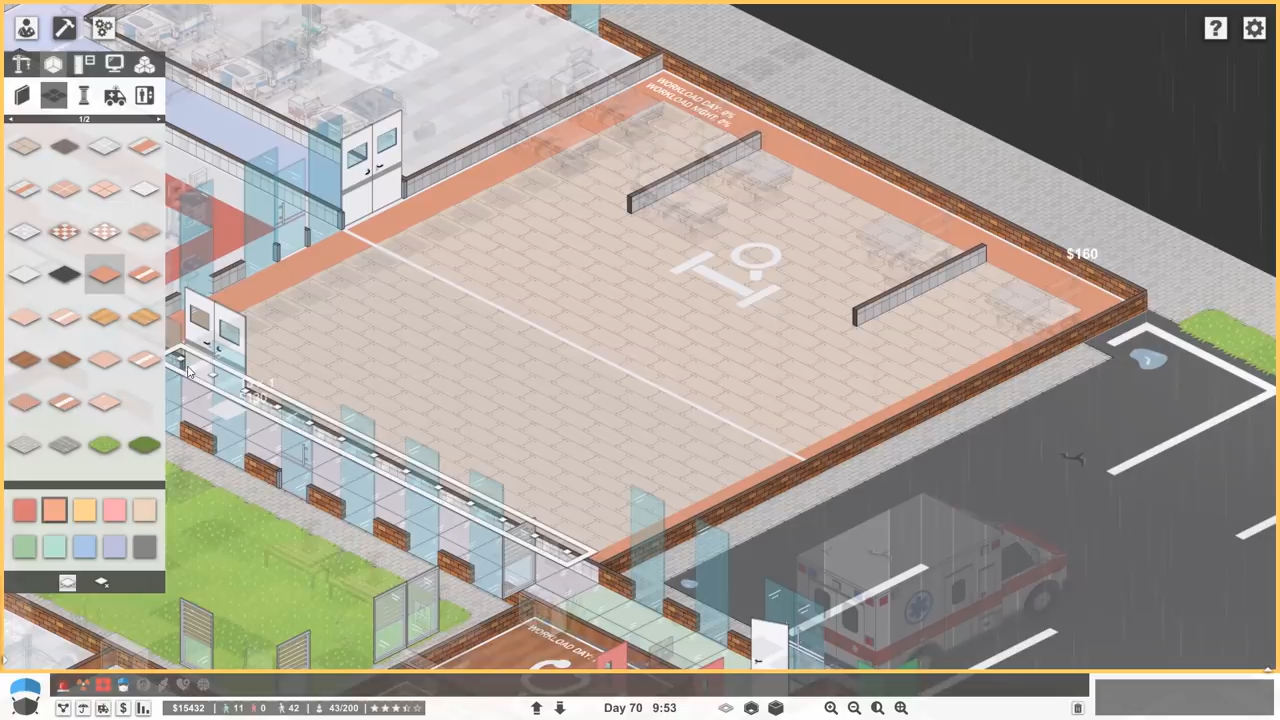 ?
1/2
WORKLOAD DAY: 0%
WORKLOAD NIGHT: 0%
$160
WORKLOAD DAY:
$15432
11
0
42
43/200
Day 70
9:53
$